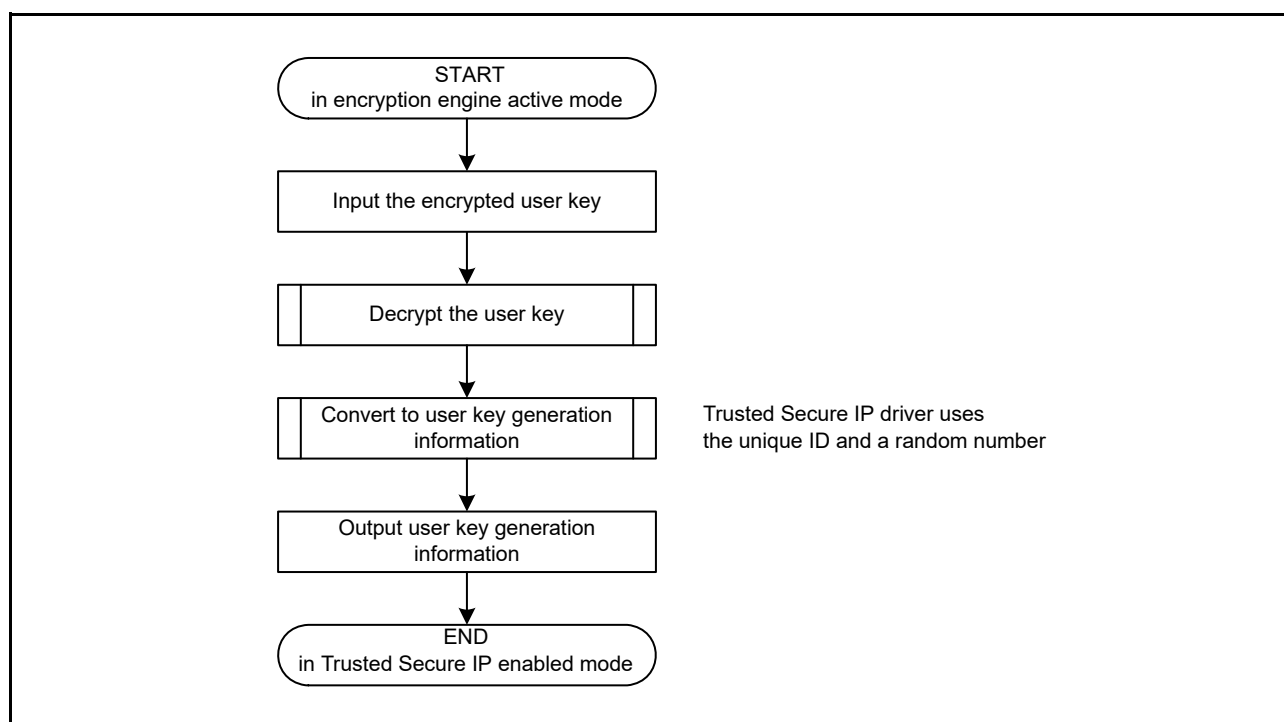 START
in encryption engine active mode
Input the encrypted user key
Decrypt the user key
Convert to user key generation
information
Trusted Secure IP driver uses
the unique ID and a random number
Output user key generation
information
END
in Trusted Secure IP enabled mode